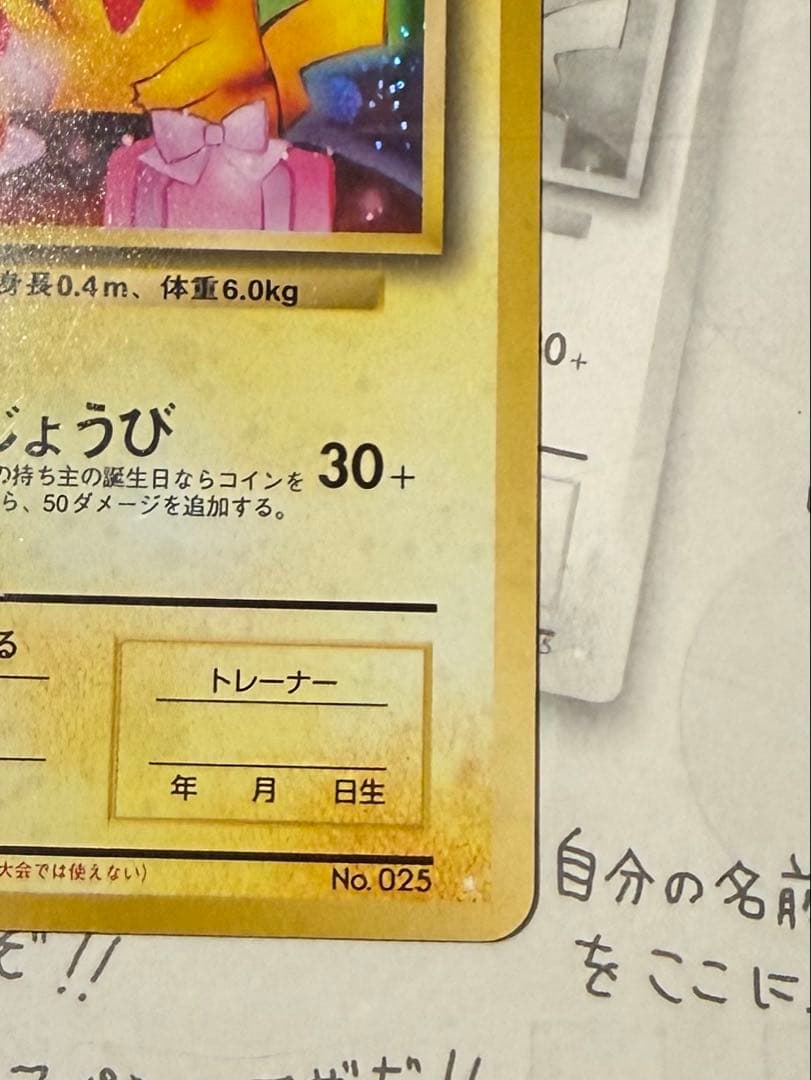 身長0.4m、体重6.0kg
じょうび
30+
の持ち主の誕生日ならコインを
ら、50ダメージを追加する。
0+
る
トレーナー
年 月 日生
大会では使えない)
No.025
自分の名前
をここに
ぞ!!